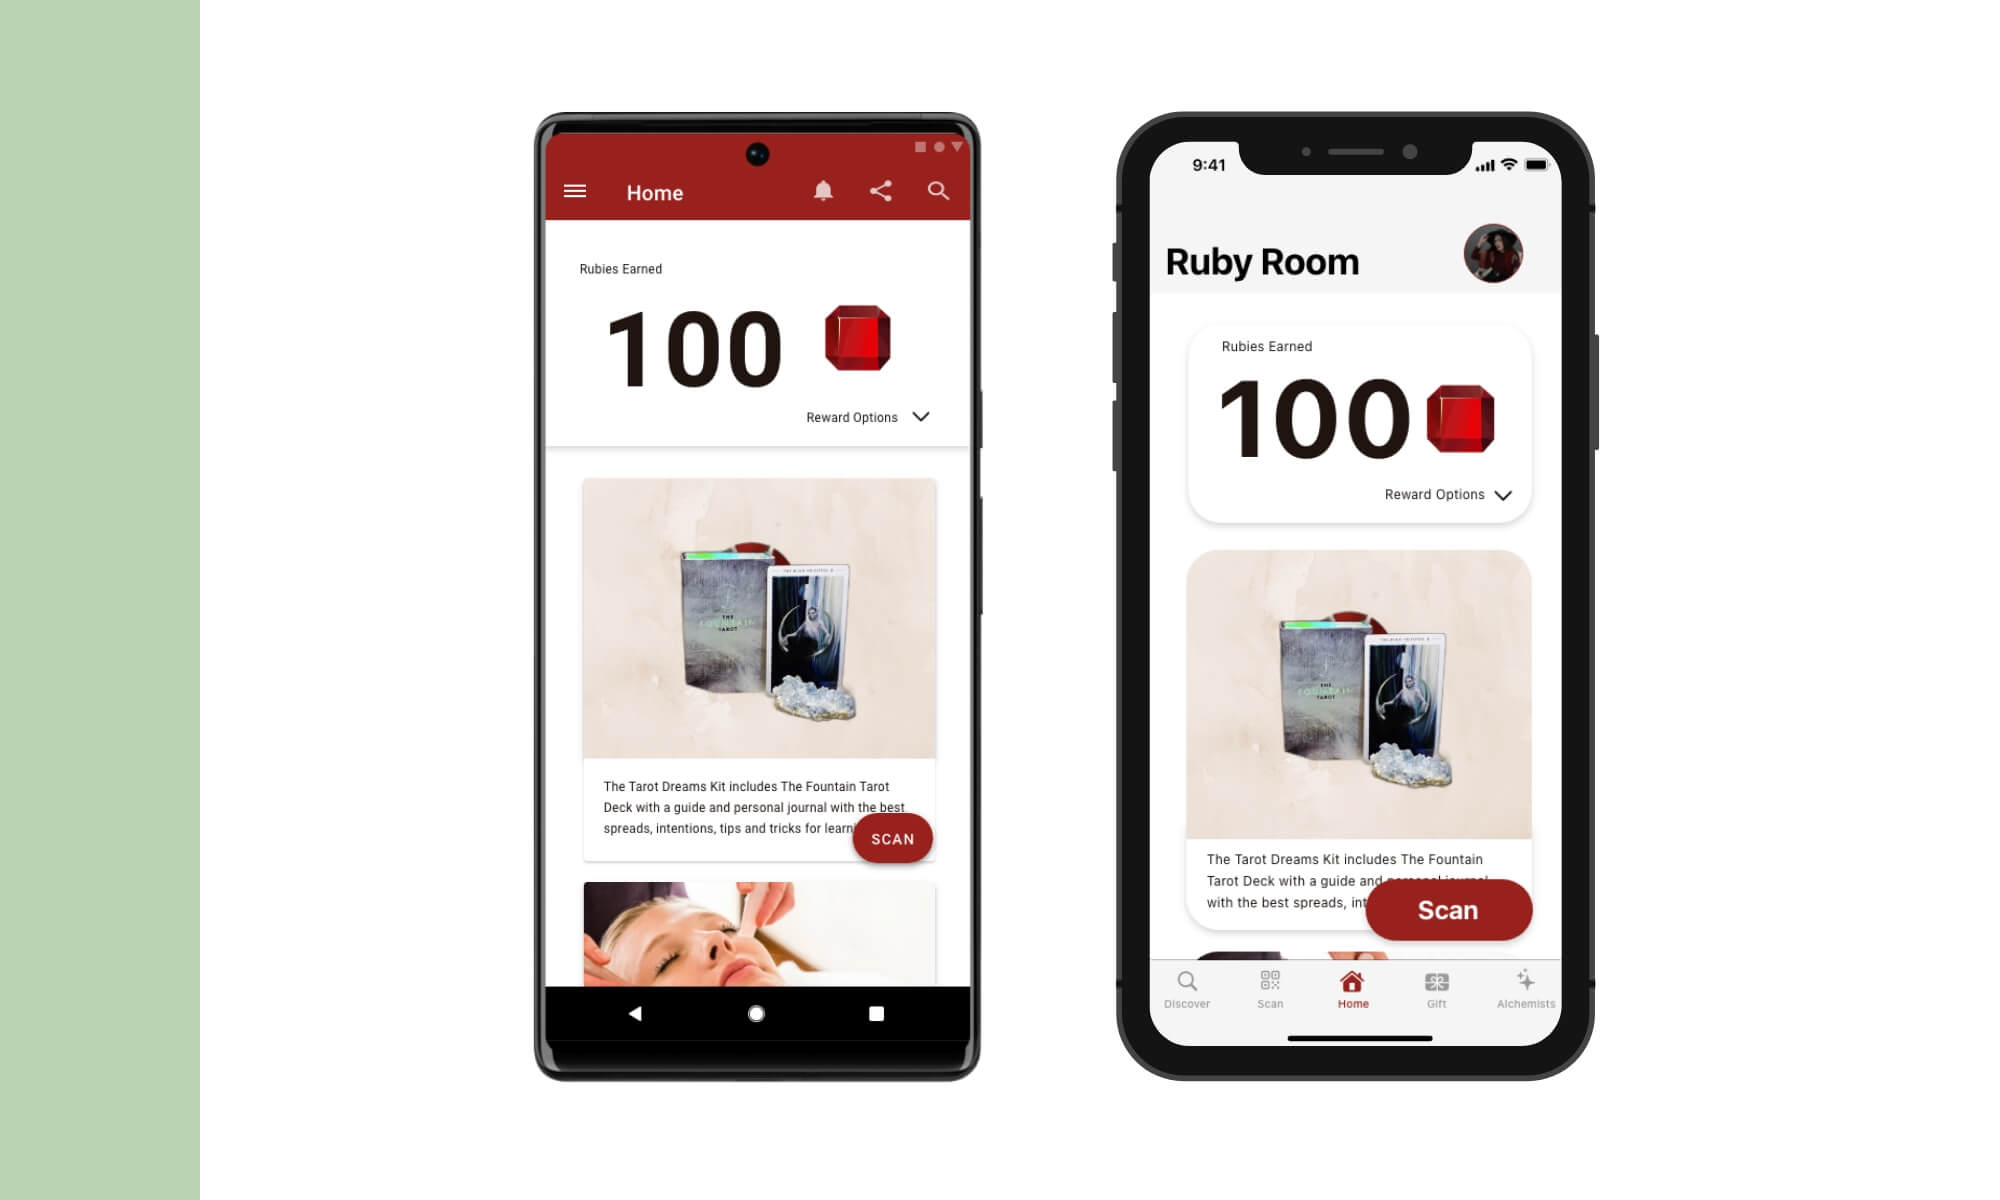 Home
Rubies Earned
100
Reward Options
THE
FOUNTAIN
TAROT
The Tarot Dreams Kit includes The Fountain Tarot
Deck with a guide and personal journal with the best
spreads, intentions, tips and tricks for learn
SCAN
9:41
Ruby Room
Rubies Earned
100
Reward Options
THE
FOUNTAIN
TAROT
The Tarot Dreams Kit includes The Fountain
Tarot Deck with a guide and personal journal
with the best spreads, int
Scan
Discover
Scan
Home
Gift
Alchemists